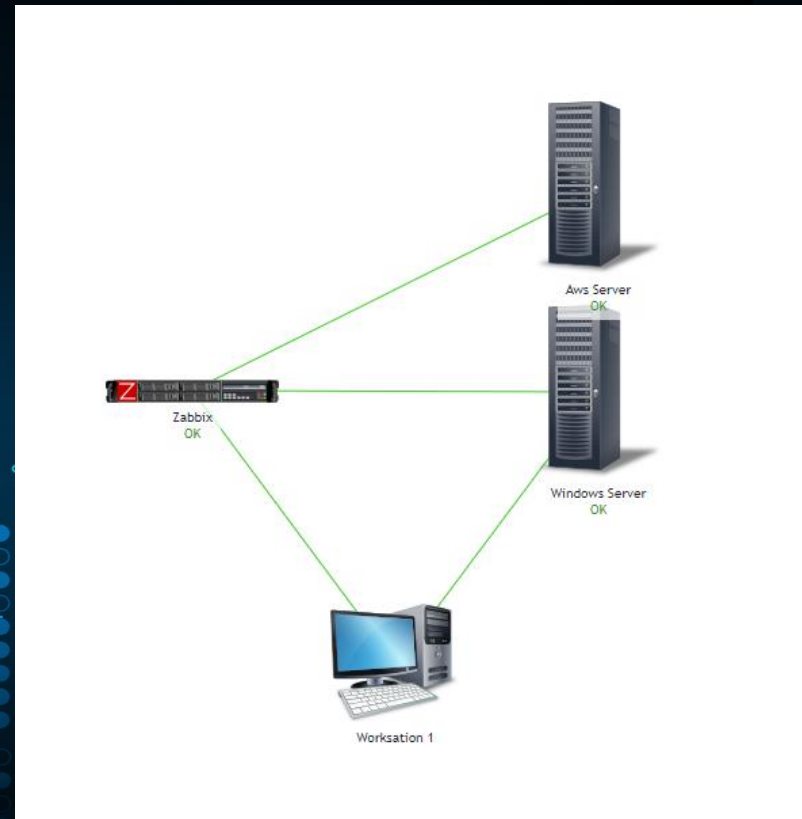 Aws Server
OK
Z
Zabbix
OK
Windows Server
OK
Worksation 1